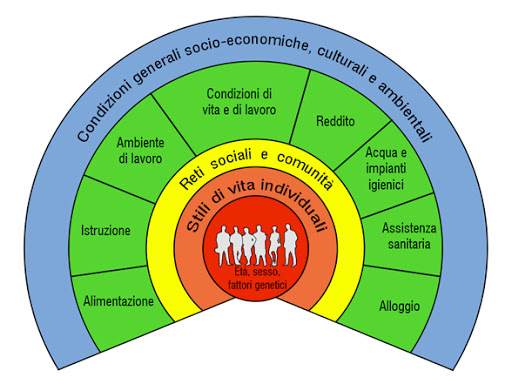 Condizioni generali socio-economiche, culturali e ambientali
Condizioni di
vita e di lavoro
Reddito
Ambiente
di lavoro
Acqua e
impianti
igienici
Reti sociali e comunità
Stili di vita individuali
Istruzione
Assistenza
sanitaria
Età, sesso,
fattori genetici
Alimentazione
Alloggio